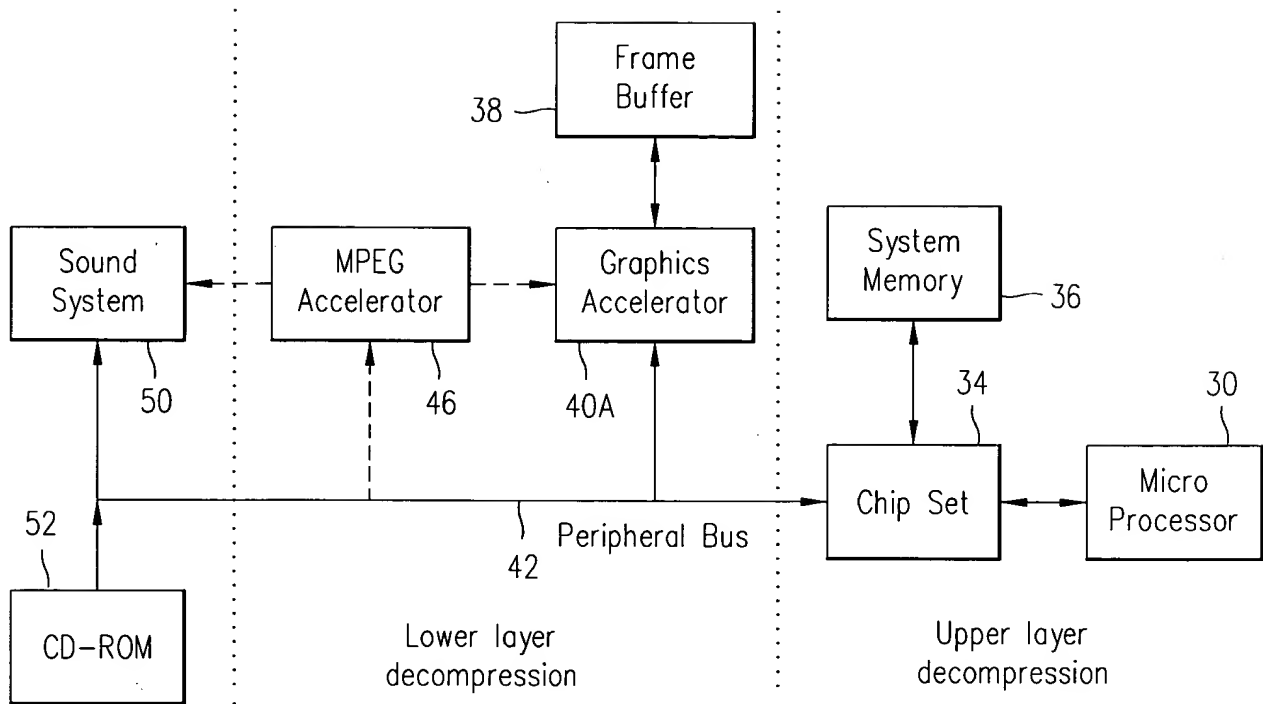 Frame
Buffer
38
Sound
System
50
MPEG
Accelerator
46
Graphics
Accelerator
40A
System
Memory
36
34
30
Chip Set
Micro
Processor
Peripheral Bus
42
52
CD-ROM
Lower layer
decompression
Upper layer
decompression